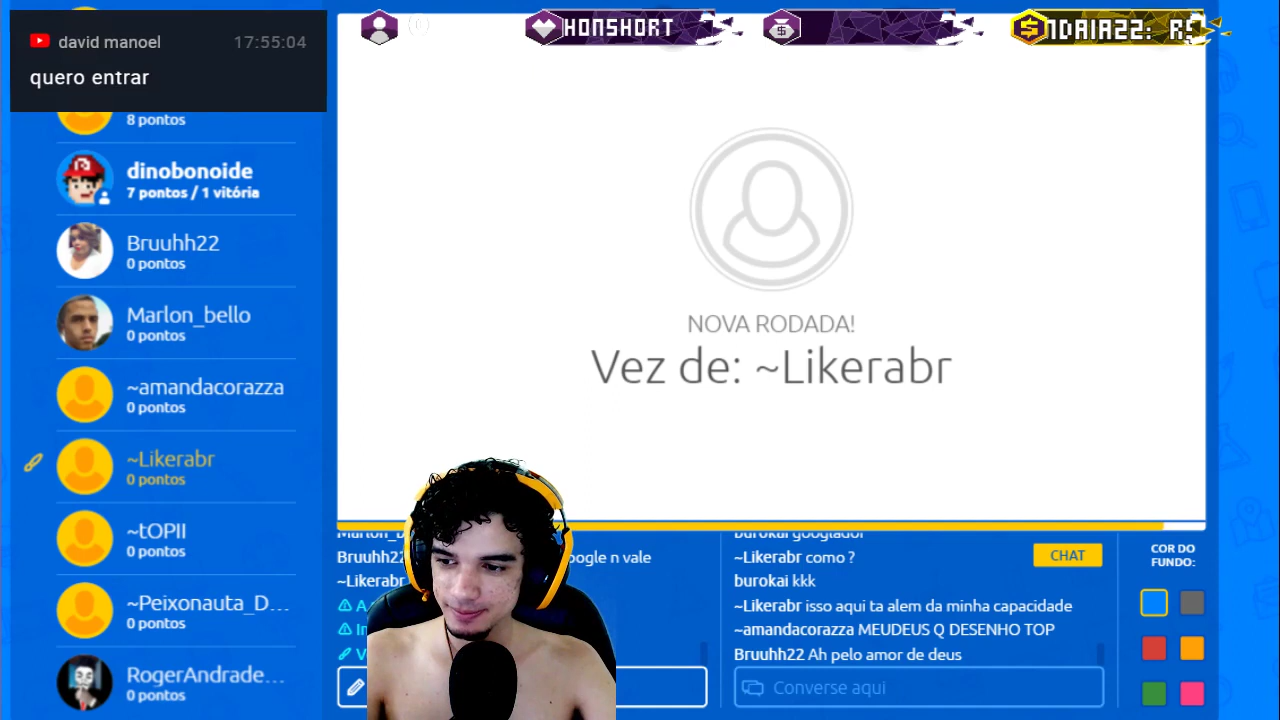 david manoel
17:55:04
quero entrar
HONSHORT
NDAIA22: R$
8 pontos
dinobonoide
7 pontos / 1 vitória
Bruuhh22
0 pontos
Marlon_bello
0 pontos
~amandacorazza
0 pontos
~Likerabr
0 pontos
~tOPII
0 pontos
~Peixonauta_D...
0 pontos
RogerAndrade...
0 pontos
NOVA RODADA!
Vez de: ~Likerabr
Bruuhh22
oogle n vale
~Likerabr
burokai googlador
~Likerabr como ?
burokai kkk
~Likerabr isso aqui ta alem da minha capacidade
~amandacorazza MEUDEUS Q DESENHO TOP
Bruuhh22 Ah pelo amor de deus
Converse aqui
CHAT
COR DO
FUNDO: